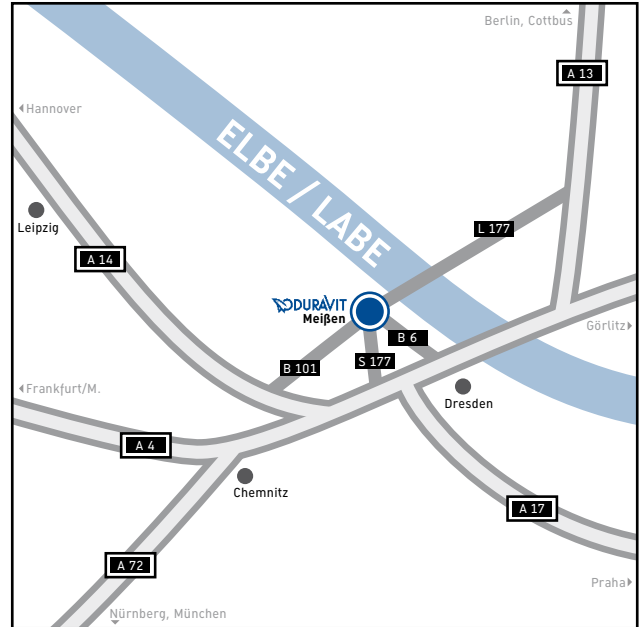 Berlin, Cottbus
A 13
Hannover
ELBE / LABE
Leipzig
L 177
A 14
DURAVIT
Meißen
Görlitz
B 6
B 101
S 177
Frankfurt/M.
Dresden
A 4
Chemnitz
A 17
A 72
Praha
Nürnberg, München